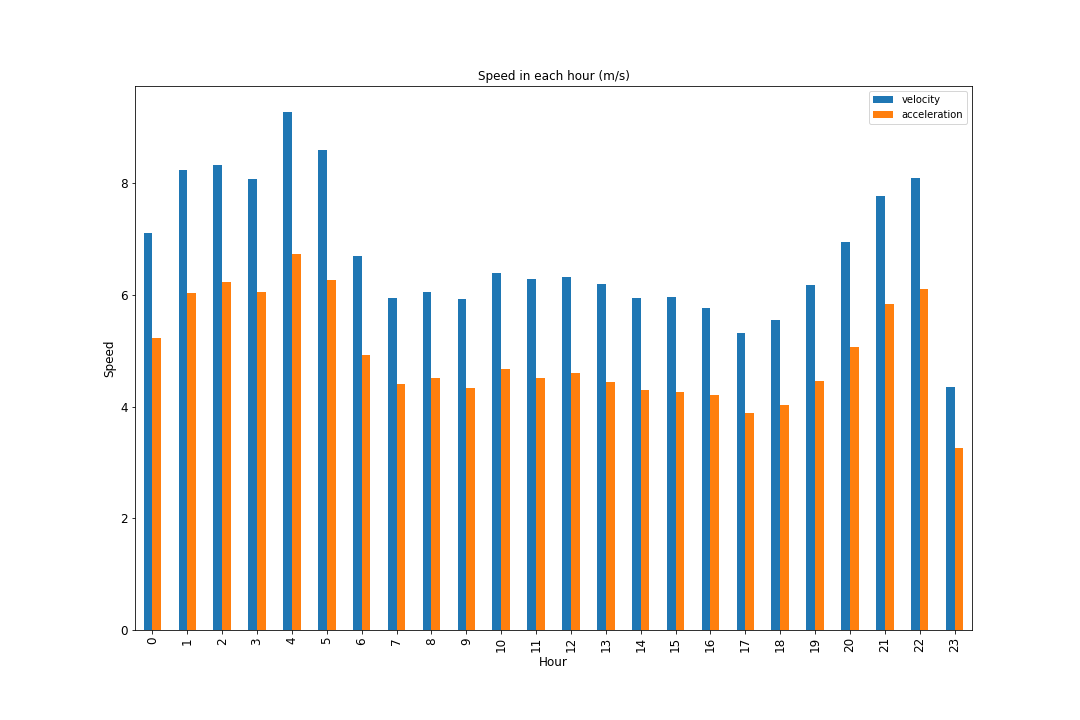 Speed in each hour (m/s)
velocity
acceleration
8
6
4
2
0
Speed
0 1 2 3 4 5 6 7 8 9 10 11 12 13 14 15 16 17 18 19 20 21 22 23
Hour